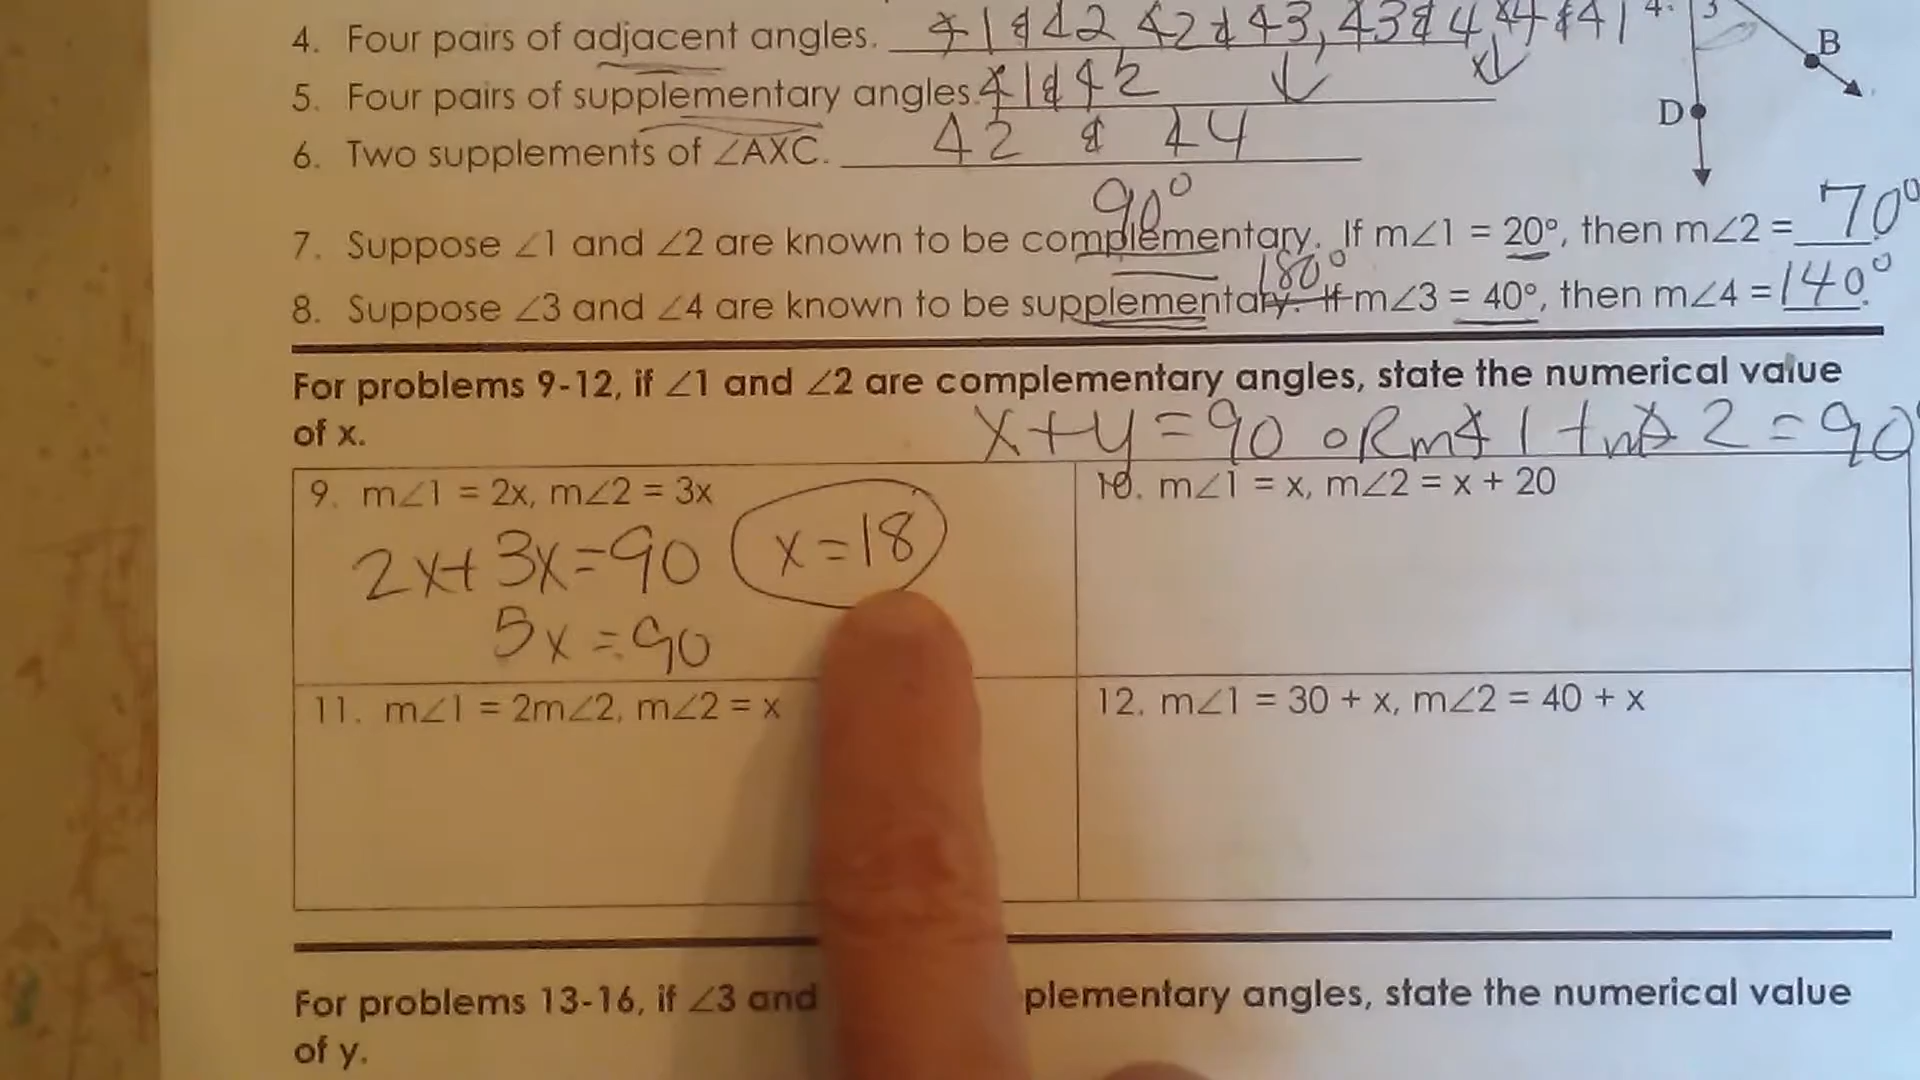 4. Four pairs of adjacent angles. ∡1 & ∡2 ∡2 & ∡3, ∡3 & 4, ∡4 & ∡1
4. 3
B
5. Four pairs of supplementary angles. ∡1 & ∡2 ↓ ↓
D
6. Two supplements of ∠AXC. ∡2 & ∡4
90°
7. Suppose ∠1 and ∠2 are known to be complementary. If m∠1 = 20°, then m∠2 = 70°
180°
8. Suppose ∠3 and ∠4 are known to be supplementary. If m∠3 = 40°, then m∠4 = 140°
For problems 9-12, if ∠1 and ∠2 are complementary angles, state the numerical value
of x.
x+y=90 OR m∡1+m∡2=90°
9. m∠1 = 2x, m∠2 = 3x
2x+3x=90
x=18
5x=90
10. m∠1 = x, m∠2 = x + 20
11. m∠1 = 2m∠2, m∠2 = x
12. m∠1 = 30 + x, m∠2 = 40 + x
For problems 13-16, if ∠3 and plementary angles, state the numerical value
of y.